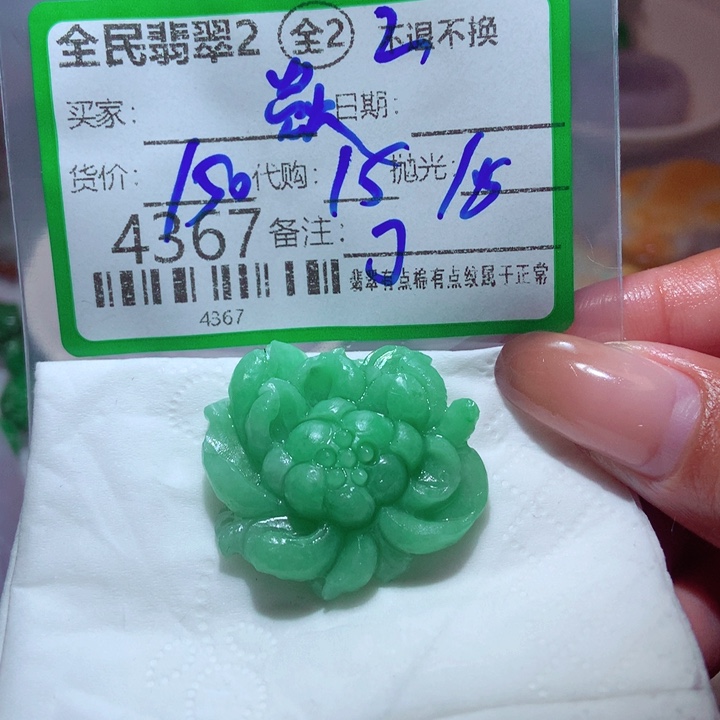 全民翡翠2 全2 2 不退不换
买家： 日期：
货价：150 代购：15 抛光：15
4367 备注：
翡翠有点棉有点纹属于正常
4367